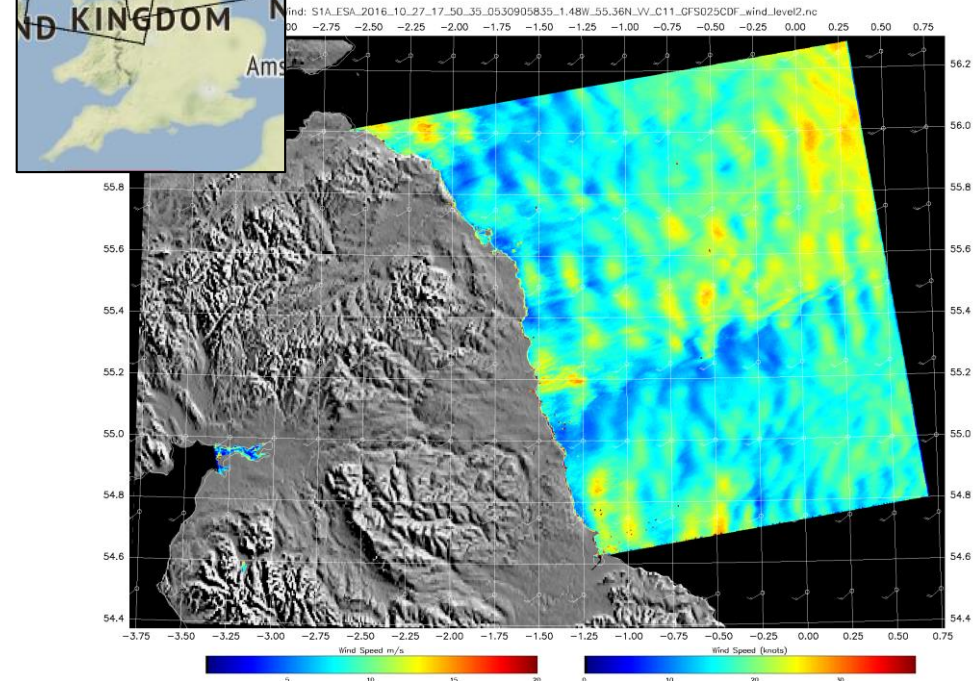 ND KINGDOM N
Ams
ind: S1A_ESA_2016_10_27_17_50_35_0530905835_1.48W_55.36N_VV_C11_GFS025CDF_wind_level2.nc
00 -2.75 -2.50 -2.25 -2.00 -1.75 -1.50 -1.25 -1.00 -0.75 -0.50 -0.25 0.00 0.25 0.50 0.75
56.2
56.0
55.8 55.8
55.6 55.6
55.4 55.4
55.2 55.2
55.0 55.0
54.8 54.8
54.6 54.6
54.4 54.4
-3.75 -3.50 -3.25 -3.00 -2.75 -2.50 -2.25 -2.00 -1.75 -1.50 -1.25 -1.00 -0.75 -0.50 -0.25 0.00 0.25 0.50 0.75
Wind Speed m/s Wind Speed (knots)
5 10 15 20 0 10 20 30